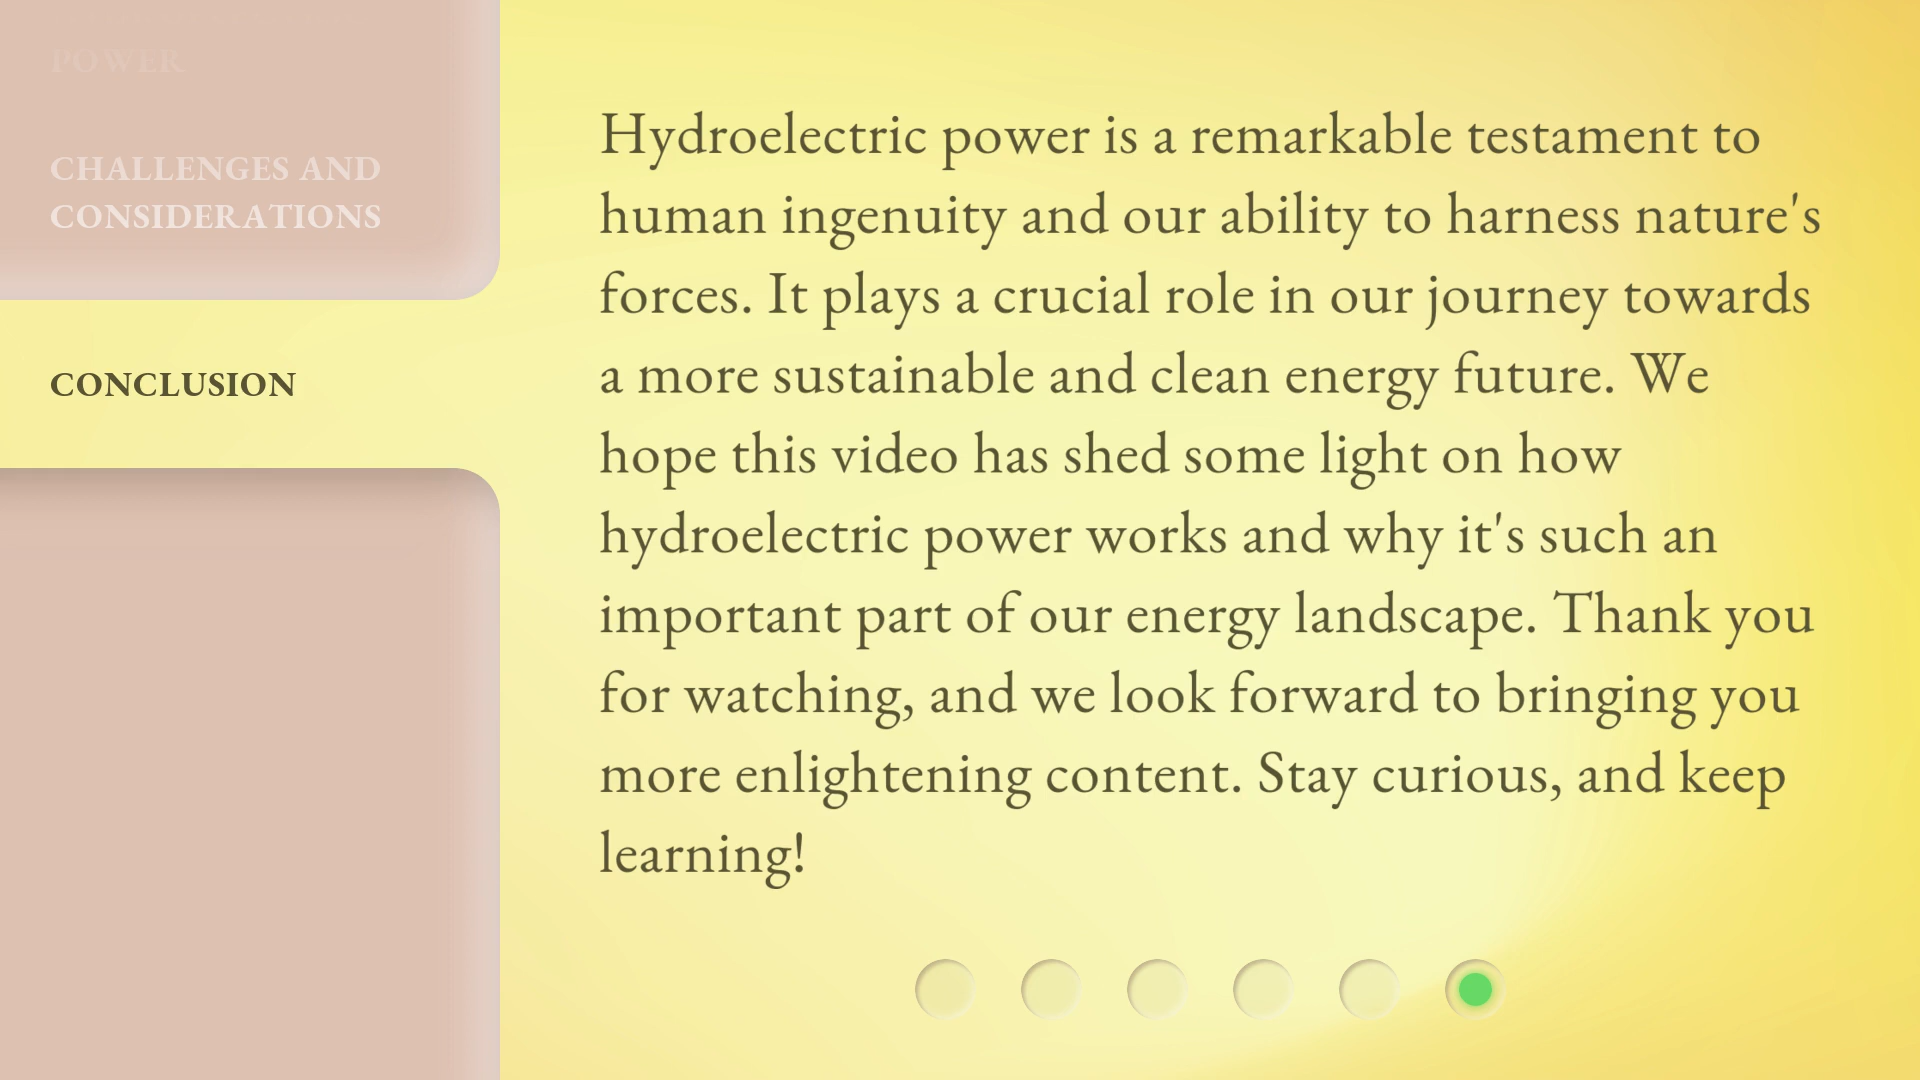 POWER
CHALLENGES AND
CONSIDERATIONS
CONCLUSION
Hydroelectric power is a remarkable testament to
human ingenuity and our ability to harness nature's
forces. It plays a crucial role in our journey towards
a more sustainable and clean energy future. We
hope this video has shed some light on how
hydroelectric power works and why it's such an
important part of our energy landscape. Thank you
for watching, and we look forward to bringing you
more enlightening content. Stay curious, and keep
learning!